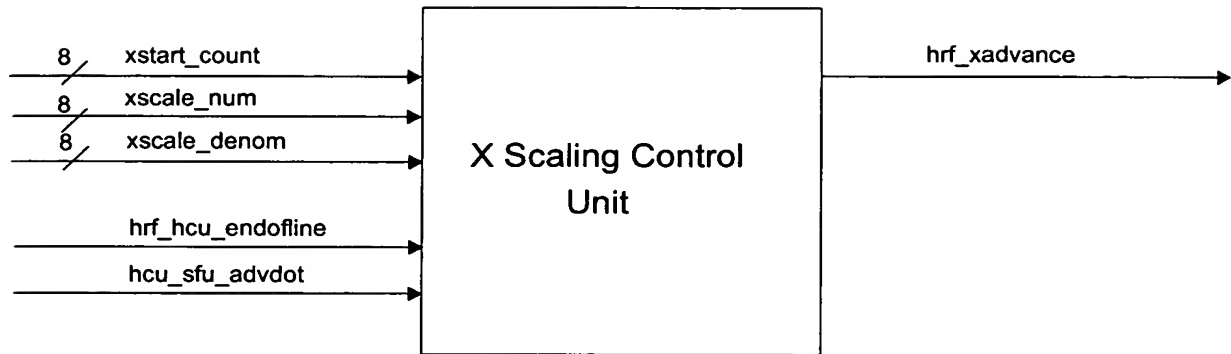 8 xstart_count
8 xscale_num
8 xscale_denom
hrf_hcu_endofline
hcu_sfu_advdot
X Scaling Control
Unit
hrf_xadvance